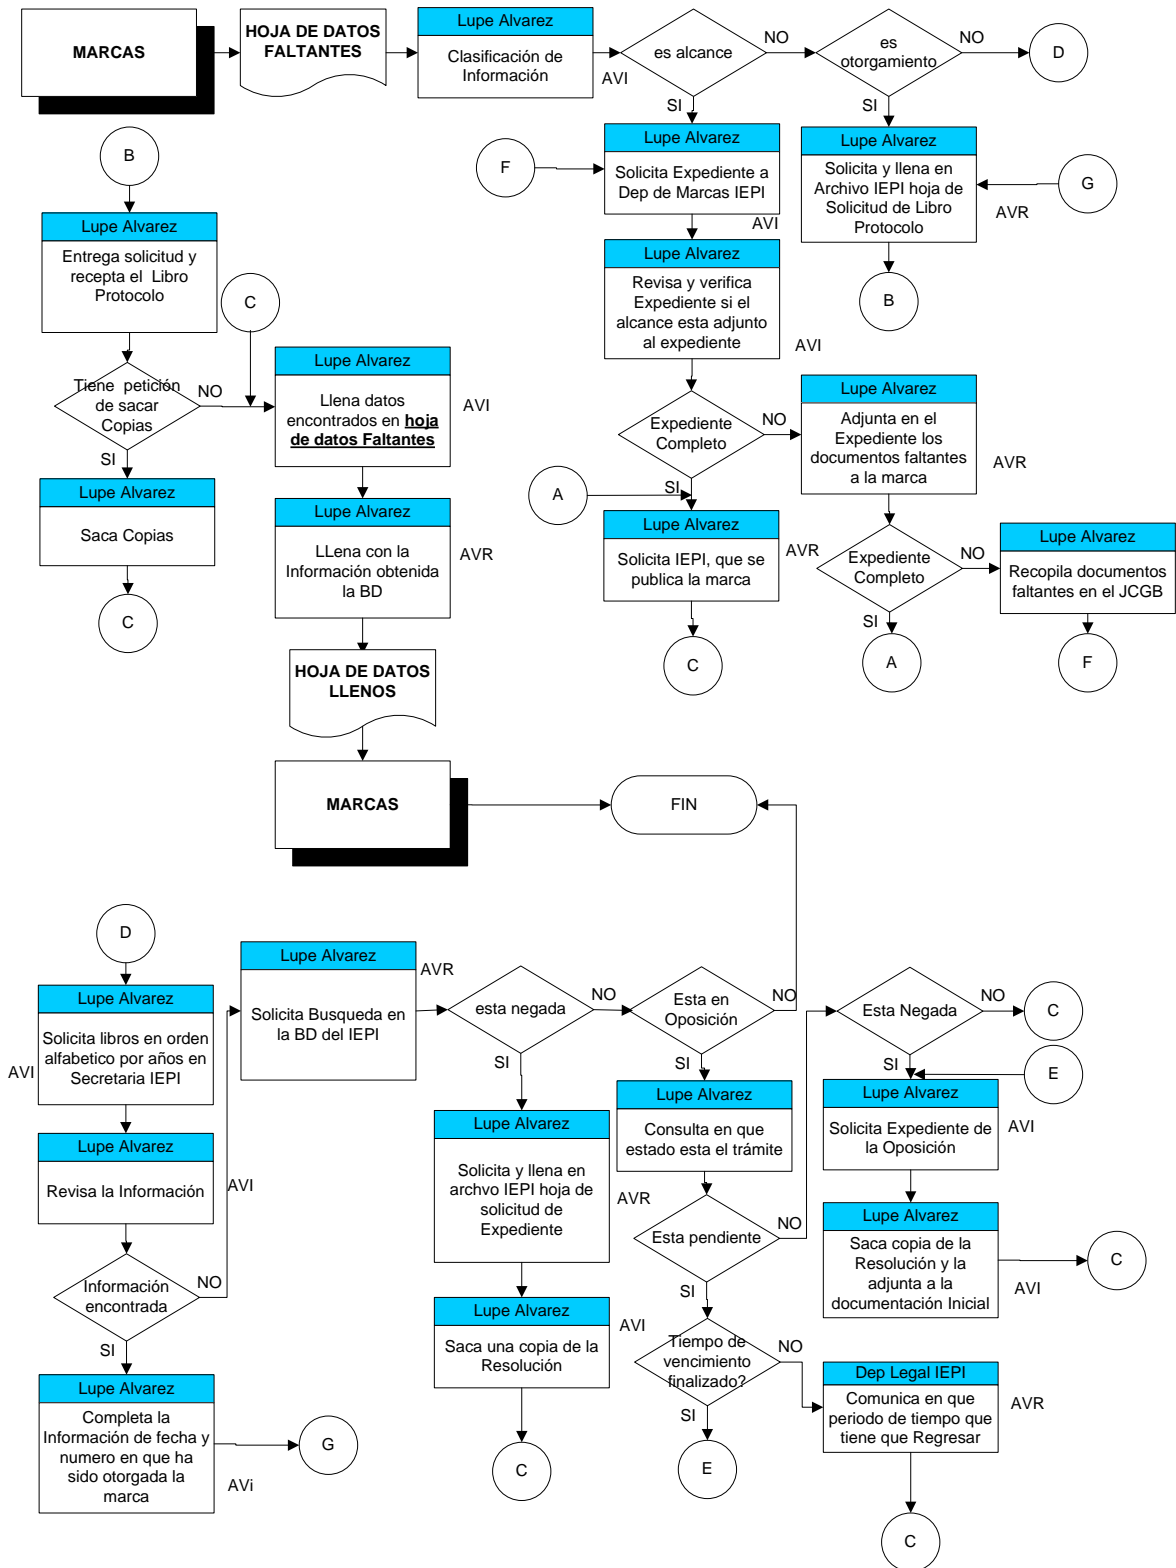 MARCAS
HOJA DE DATOS
FALTANTES
Lupe Alvarez
Clasificación de
Información
AVI
es alcance
NO
SI
es
otorgamiento
NO
SI
D
B
F
Lupe Alvarez
Solicita Expediente a
Dep de Marcas IEPI
AVI
Lupe Alvarez
Solicita y llena en
Archivo IEPI hoja de
Solicitud de Libro
Protocolo
AVR
G
B
Lupe Alvarez
Entrega solicitud y
recepta el Libro
Protocolo
C
Lupe Alvarez
Revisa y verifica
Expediente si el
alcance esta adjunto
al expediente
AVI
Tiene petición
de sacar
Copias
NO
SI
Lupe Alvarez
Llena datos
encontrados en hoja
de datos Faltantes
AVI
Expediente
Completo
NO
SI
Lupe Alvarez
Adjunta en el
Expediente los
documentos faltantes
a la marca
AVR
Lupe Alvarez
Saca Copias
C
Lupe Alvarez
LLena con la
Información obtenida
la BD
AVR
A
Lupe Alvarez
Solicita IEPI, que se
publica la marca
AVR
C
Expediente
Completo
NO
SI
A
Lupe Alvarez
Recopila documentos
faltantes en el JCGB
F
HOJA DE DATOS
LLENOS
MARCAS
FIN
D
Lupe Alvarez
Solicita libros en orden
alfabetico por años en
Secretaria IEPI
AVI
Lupe Alvarez
Revisa la Información
AVI
Información
encontrada
NO
SI
Lupe Alvarez
Completa la
Información de fecha y
numero en que ha
sido otorgada la
marca
AVi
G
Lupe Alvarez
Solicita Busqueda en
la BD del IEPI
AVR
esta negada
NO
SI
Lupe Alvarez
Solicita y llena en
archvo IEPI hoja de
solicitud de
Expediente
AVR
Lupe Alvarez
Saca una copia de la
Resolución
AVI
C
Esta en
Oposición
NO
SI
Lupe Alvarez
Consulta en que
estado esta el trámite
Esta pendiente
NO
SI
Tiempo de
vencimiento
finalizado?
NO
SI
E
Esta Negada
NO
SI
C
E
Lupe Alvarez
Solicita Expediente de
la Oposición
AVI
Lupe Alvarez
Saca copia de la
Resolución y la
adjunta a la
documentación Inicial
AVI
C
Dep Legal IEPI
Comunica en que
periodo de tiempo que
tiene que Regresar
AVR
C